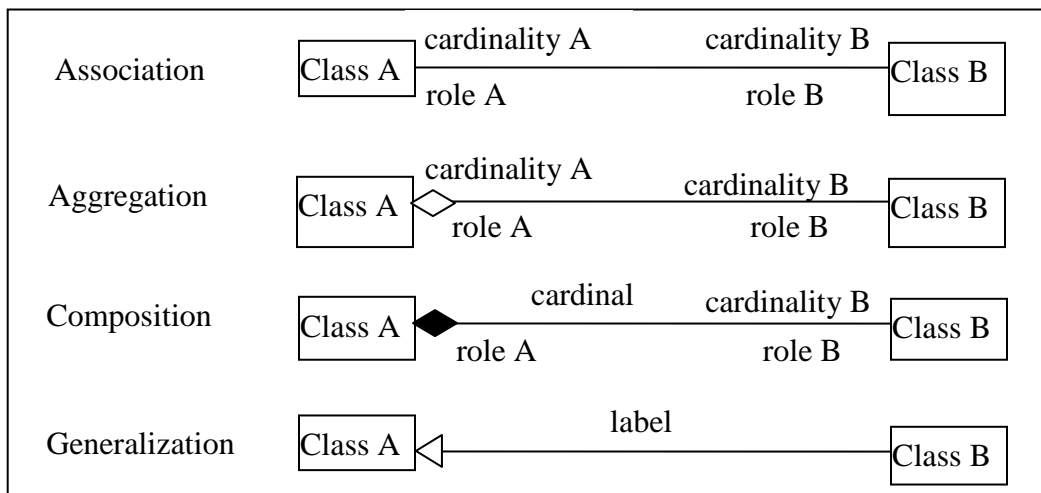 cardinality A cardinality B
Association Class A Class B
role A role B
cardinality A cardinality B
Aggregation Class A Class B
role A role B
cardinal cardinality B
Composition Class A Class B
role A role B
label
Generalization Class A Class B